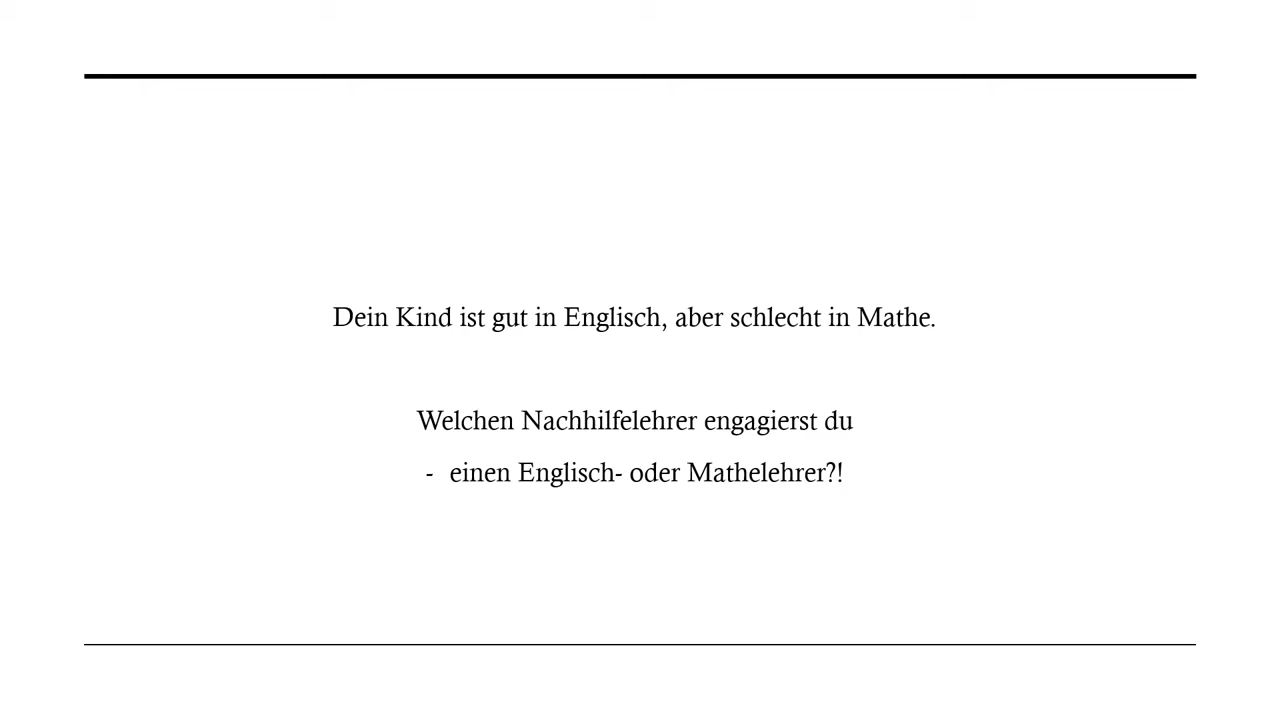 Dein Kind ist gut in Englisch, aber schlecht in Mathe.
Welchen Nachhilfelehrer engagierst du
- einen Englisch- oder Mathelehrer?!